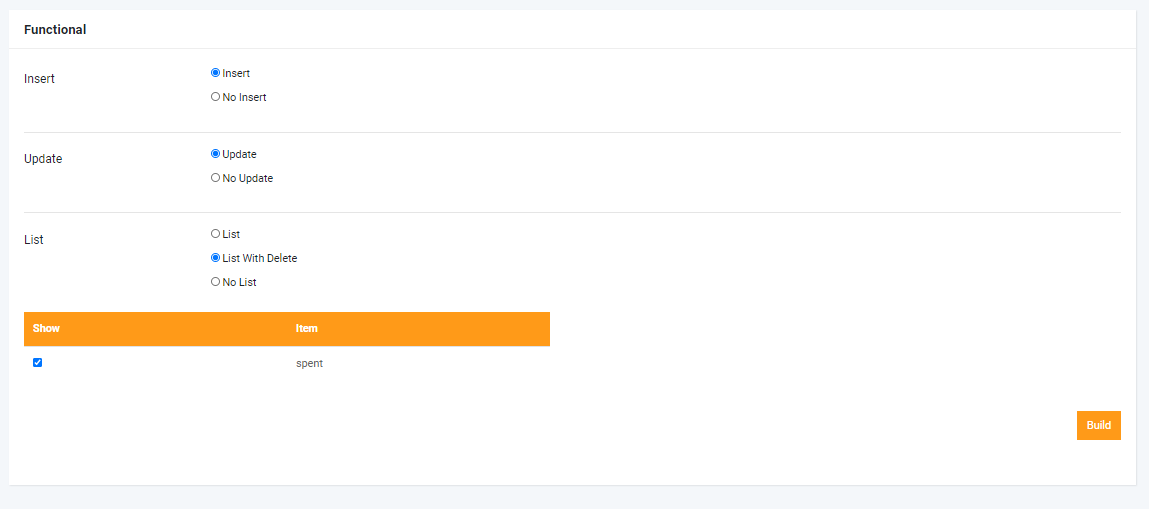 Functional
Insert
Insert
No Insert
Update
Update
No Update
List
List
List With Delete
No List
Show Item
spent
Build